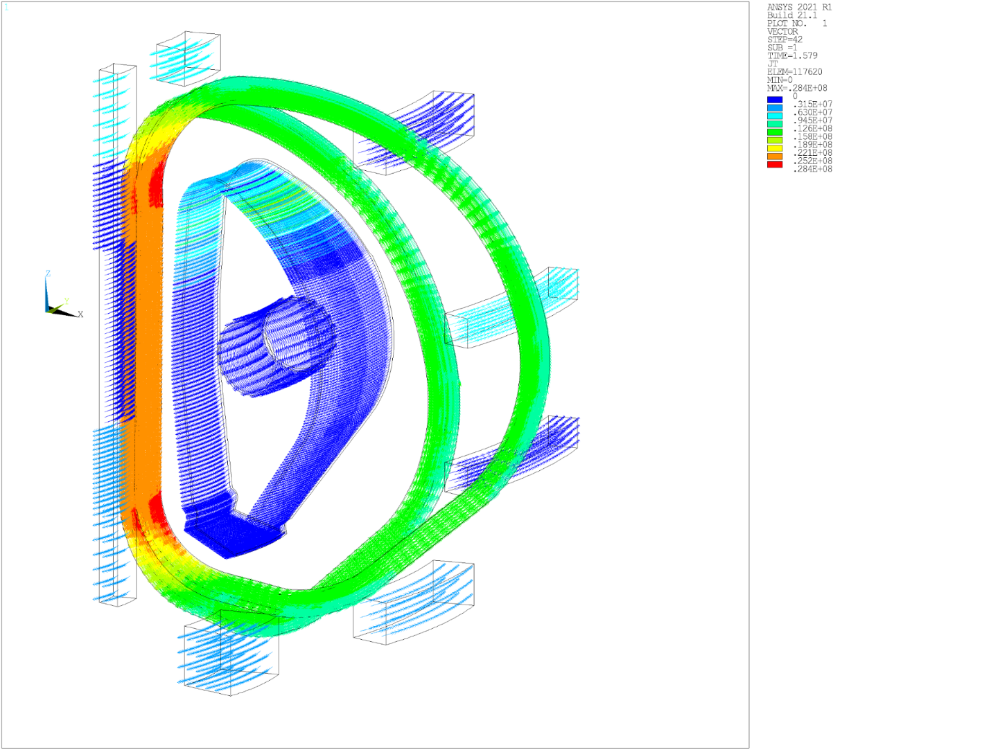 1
ANSYS 2021 R1
Build 21.1
PLOT NO. 1
VECTOR
STEP=42
SUB =1
TIME=1.579
JT
ELEM=117620
MIN=0
MAX=.284E+08
0
.315E+07
.630E+07
.945E+07
.126E+08
.158E+08
.189E+08
.221E+08
.252E+08
.284E+08
Z
Y
X